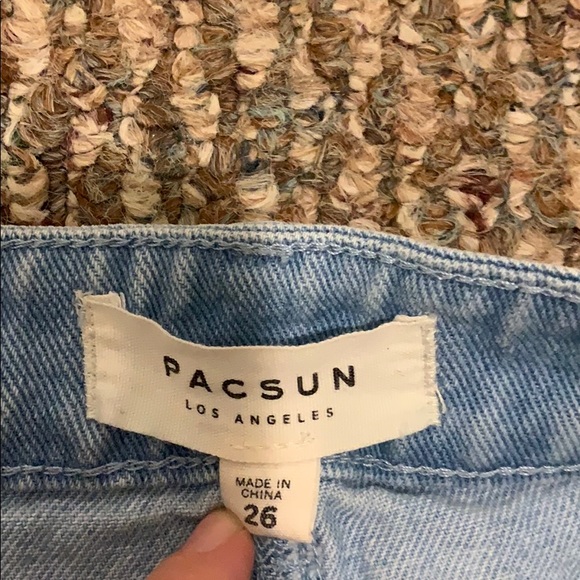 PACSUN
LOS ANGELES
MADE IN
CHINA
26